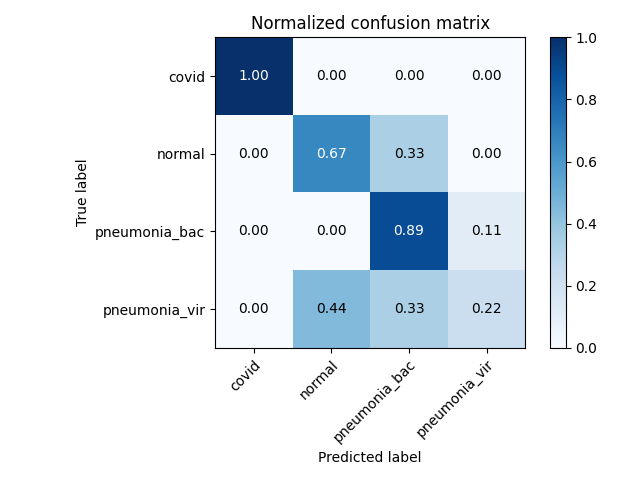 Normalized confusion matrix
covid 1.00 0.00 0.00 0.00
normal 0.00 0.67 0.33 0.00
pneumonia_bac 0.00 0.00 0.89 0.11
pneumonia_vir 0.00 0.44 0.33 0.22
True label
covid normal pneumonia_bac pneumonia_vir
Predicted label
1.0
0.8
0.6
0.4
0.2
0.0